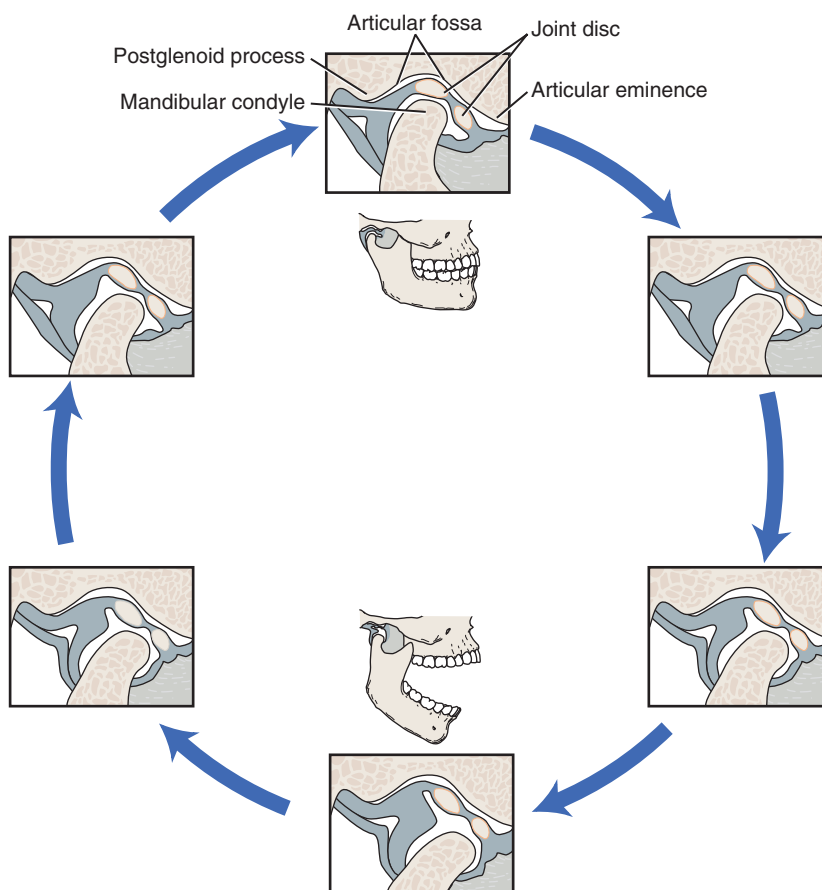 Articular fossa
Joint disc
Postglenoid process
Articular eminence
Mandibular condyle